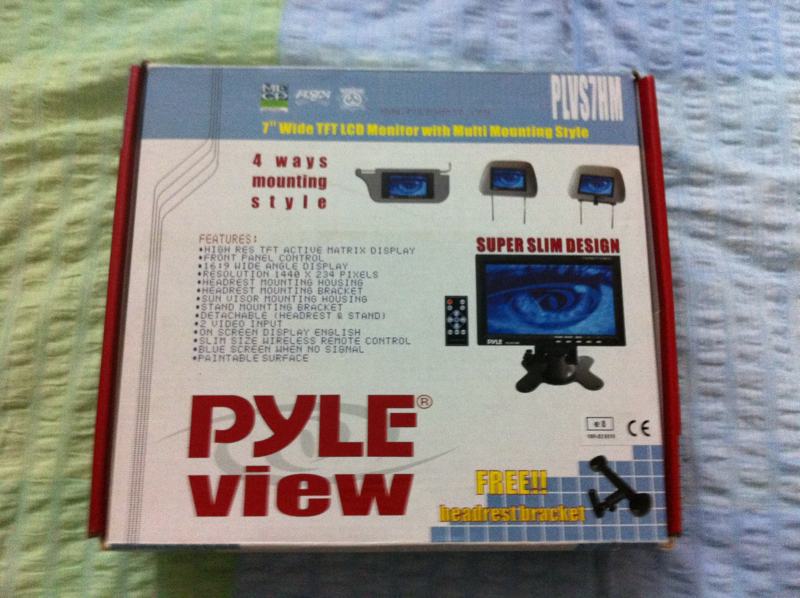 PLVS7HM
7" Wide TFT LCD Monitor with Multi Mounting Style
4 ways
mounting
style
FEATURES:
•HIGH RES TFT ACTIVE MATRIX DISPLAY
•FRONT PANEL CONTROL
•16:9 WIDE ANGLE DISPLAY
•RESOLUTION 1440 X 234 PIXELS
•HEADREST MOUNTING HOUSING
•HEADREST MOUNTING BRACKET
•SUN VISOR MOUNTING HOUSING
•STAND MOUNTING BRACKET
•DETACHABLE (HEADREST & STAND)
•2 VIDEO INPUT
•ON SCREEN DISPLAY ENGLISH
•SLIM SIZE WIRELESS REMOTE CONTROL
•BLUE SCREEN WHEN NO SIGNAL
•PAINTABLE SURFACE
SUPER SLIM DESIGN
PYLE
PYLE®
view
e8
CE
FREE!!
headrest bracket